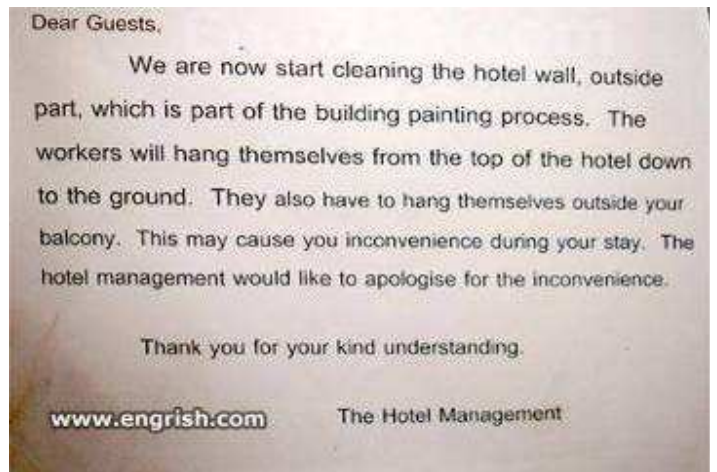 Dear Guests,
We are now start cleaning the hotel wall, outside
part, which is part of the building painting process. The
workers will hang themselves from the top of the hotel down
to the ground. They also have to hang themselves outside your
balcony. This may cause you inconvenience during your stay. The
hotel management would like to apologise for the inconvenience.
Thank you for your kind understanding.
www.engrish.com
The Hotel Management